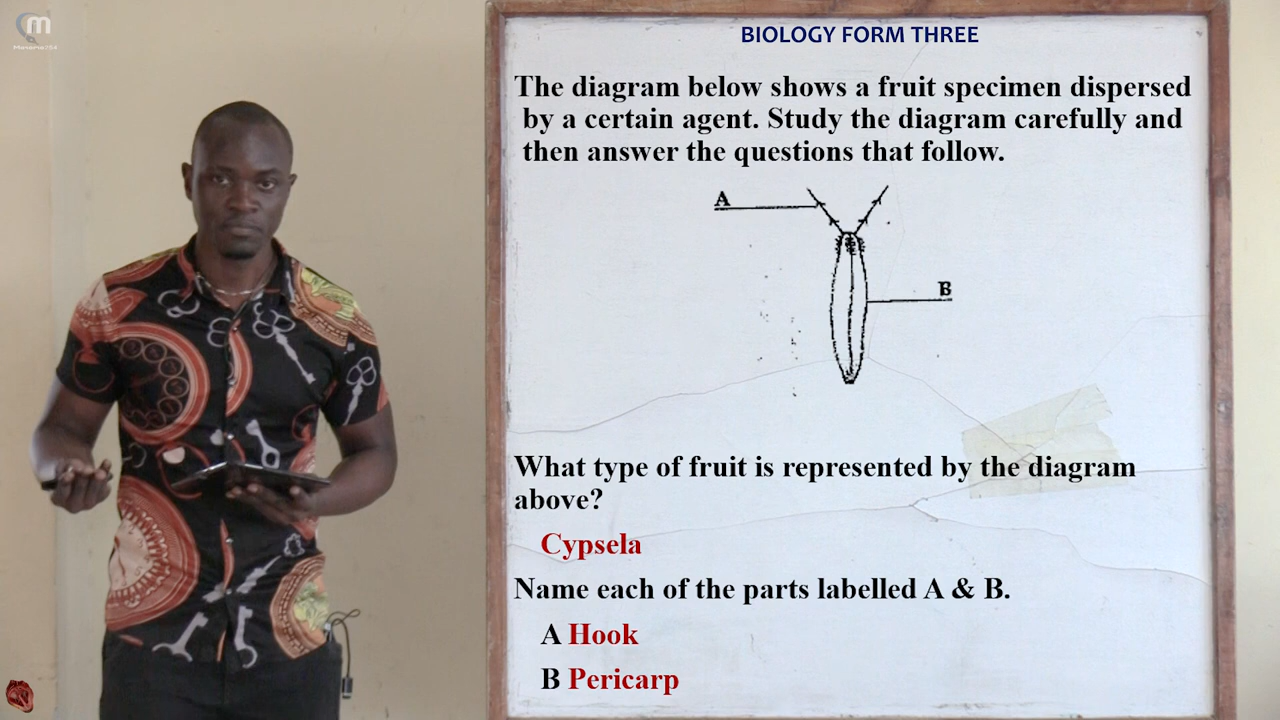 BIOLOGY FORM THREE
The diagram below shows a fruit specimen dispersed
by a certain agent. Study the diagram carefully and
then answer the questions that follow.
A
B
What type of fruit is represented by the diagram
above?
Cypsela
Name each of the parts labelled A & B.
A Hook
B Pericarp